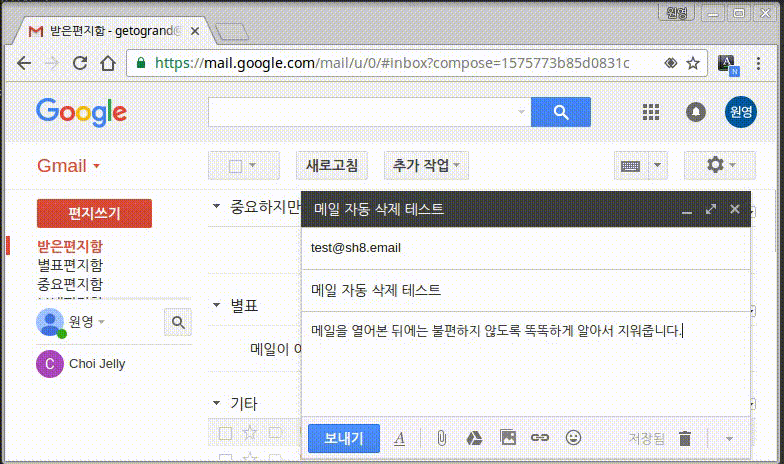 원영
받은편지함 - getogrand@
https://mail.google.com/mail/u/0/#inbox?compose=1575773b85d0831c
A
N
Google
원영
Gmail
새로고침
추가 작업
편지쓰기
중요하지만
메일 자동 삭제 테스트
받은편지함
별표편지함
중요편지함
test@sh8.email
메일 자동 삭제 테스트
별표
원영
메일을 열어본 뒤에는 불편하지 않도록 똑똑하게 알아서 지워줍니다.
메일이
C
Choi Jelly
기타
보내기
A
저장됨